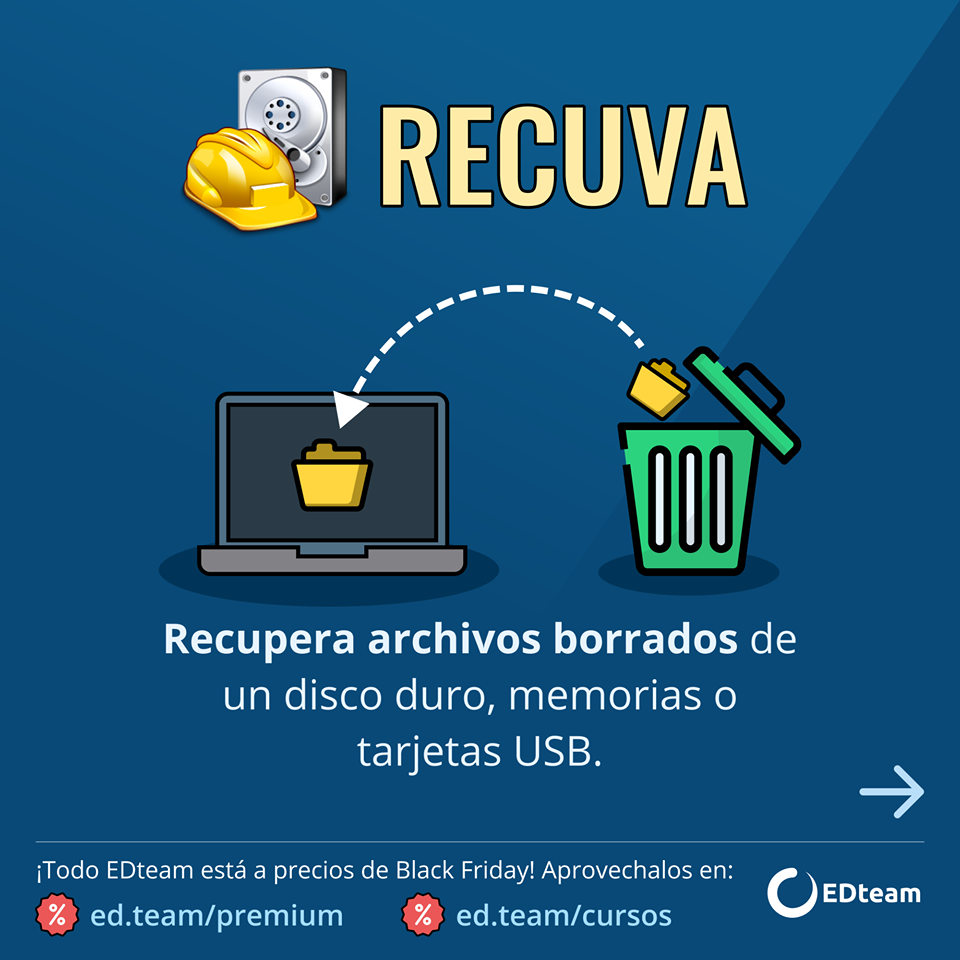 RECUVA
Recupera archivos borrados de
un disco duro, memorias o
tarjetas USB.
¡Todo EDteam está a precios de Black Friday! Aprovechalos en:
% ed.team/premium
% ed.team/cursos
EDteam